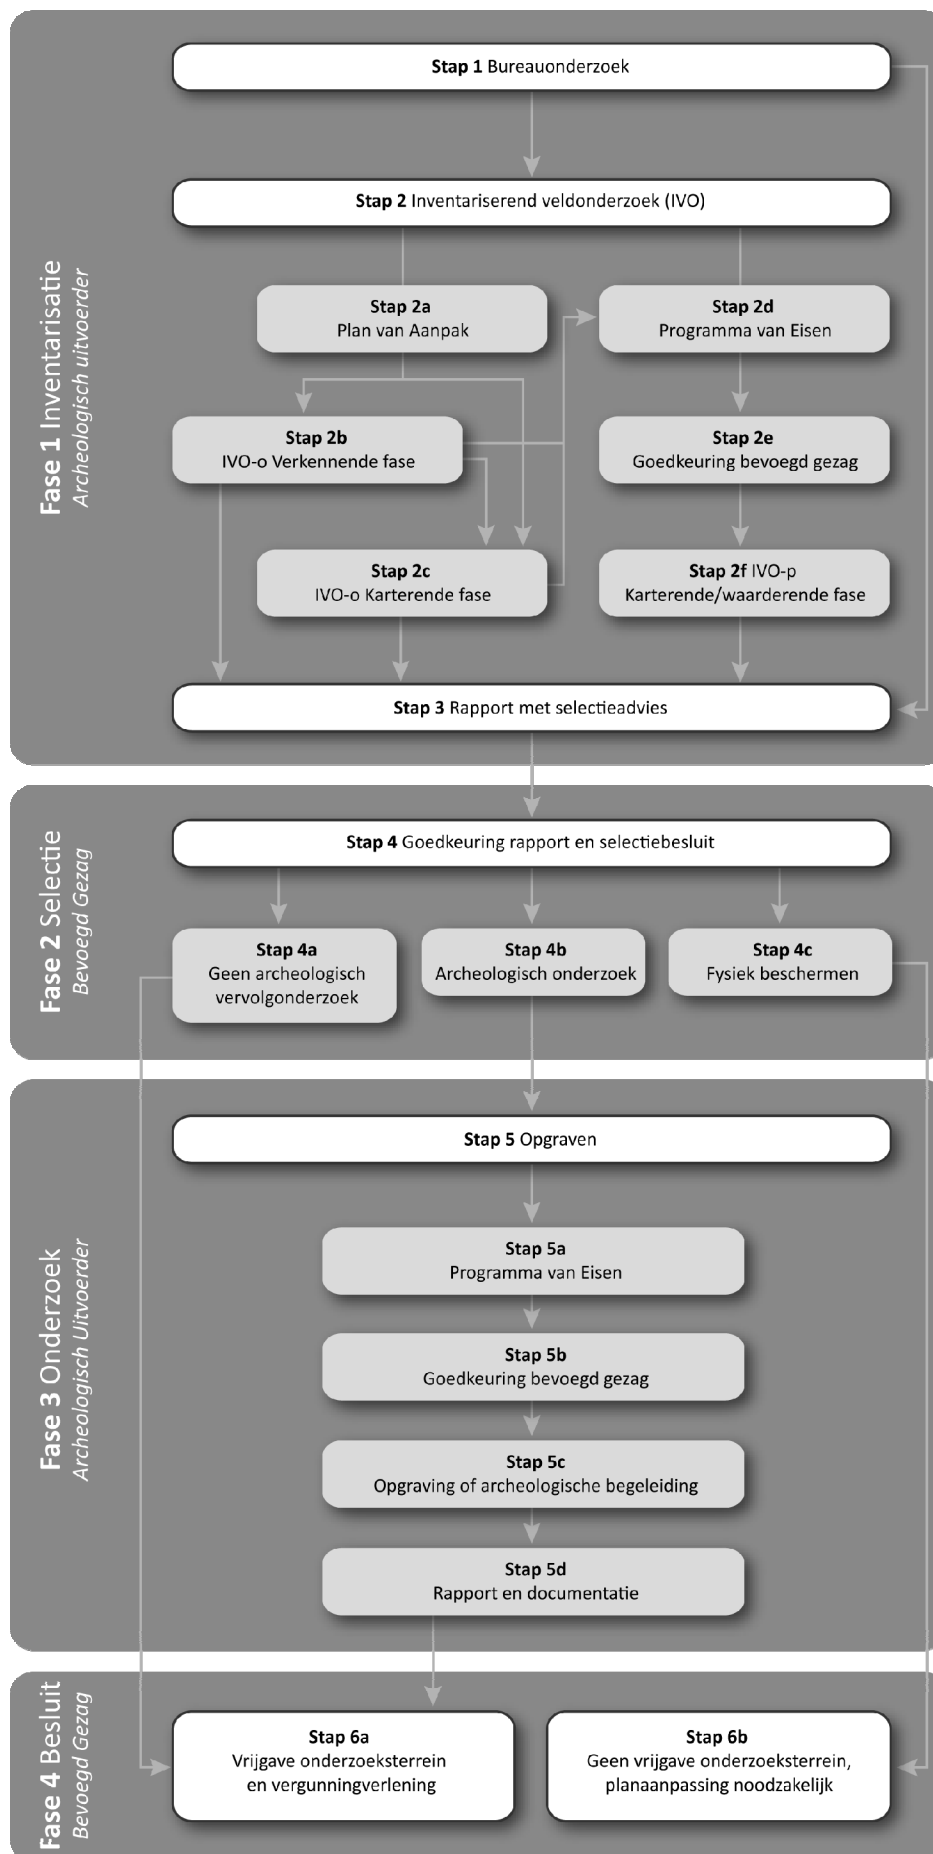 Fase 1 Inventarisatie
Archeologisch uitvoerder
Stap 1 Bureauonderzoek
Stap 2 Inventariserend veldonderzoek (IVO)
Stap 2a
Plan van Aanpak
Stap 2d
Programma van Eisen
Stap 2b
IVO-o Verkennende fase
Stap 2e
Goedkeuring bevoegd gezag
Stap 2c
IVO-o Karterende fase
Stap 2f IVO-p
Karterende/waarderende fase
Stap 3 Rapport met selectieadvies
Fase 2 Selectie
Bevoegd Gezag
Stap 4 Goedkeuring rapport en selectiebesluit
Stap 4a
Geen archeologisch
vervolgonderzoek
Stap 4b
Archeologisch onderzoek
Stap 4c
Fysiek beschermen
Fase 3 Onderzoek
Archeologisch Uitvoerder
Stap 5 Opgraven
Stap 5a
Programma van Eisen
Stap 5b
Goedkeuring bevoegd gezag
Stap 5c
Opgraving of archeologische begeleiding
Stap 5d
Rapport en documentatie
Fase 4 Besluit
Bevoegd Gezag
Stap 6a
Vrijgave onderzoeksterrein
en vergunningverlening
Stap 6b
Geen vrijgave onderzoeksterrein,
planaanpassing noodzakelijk